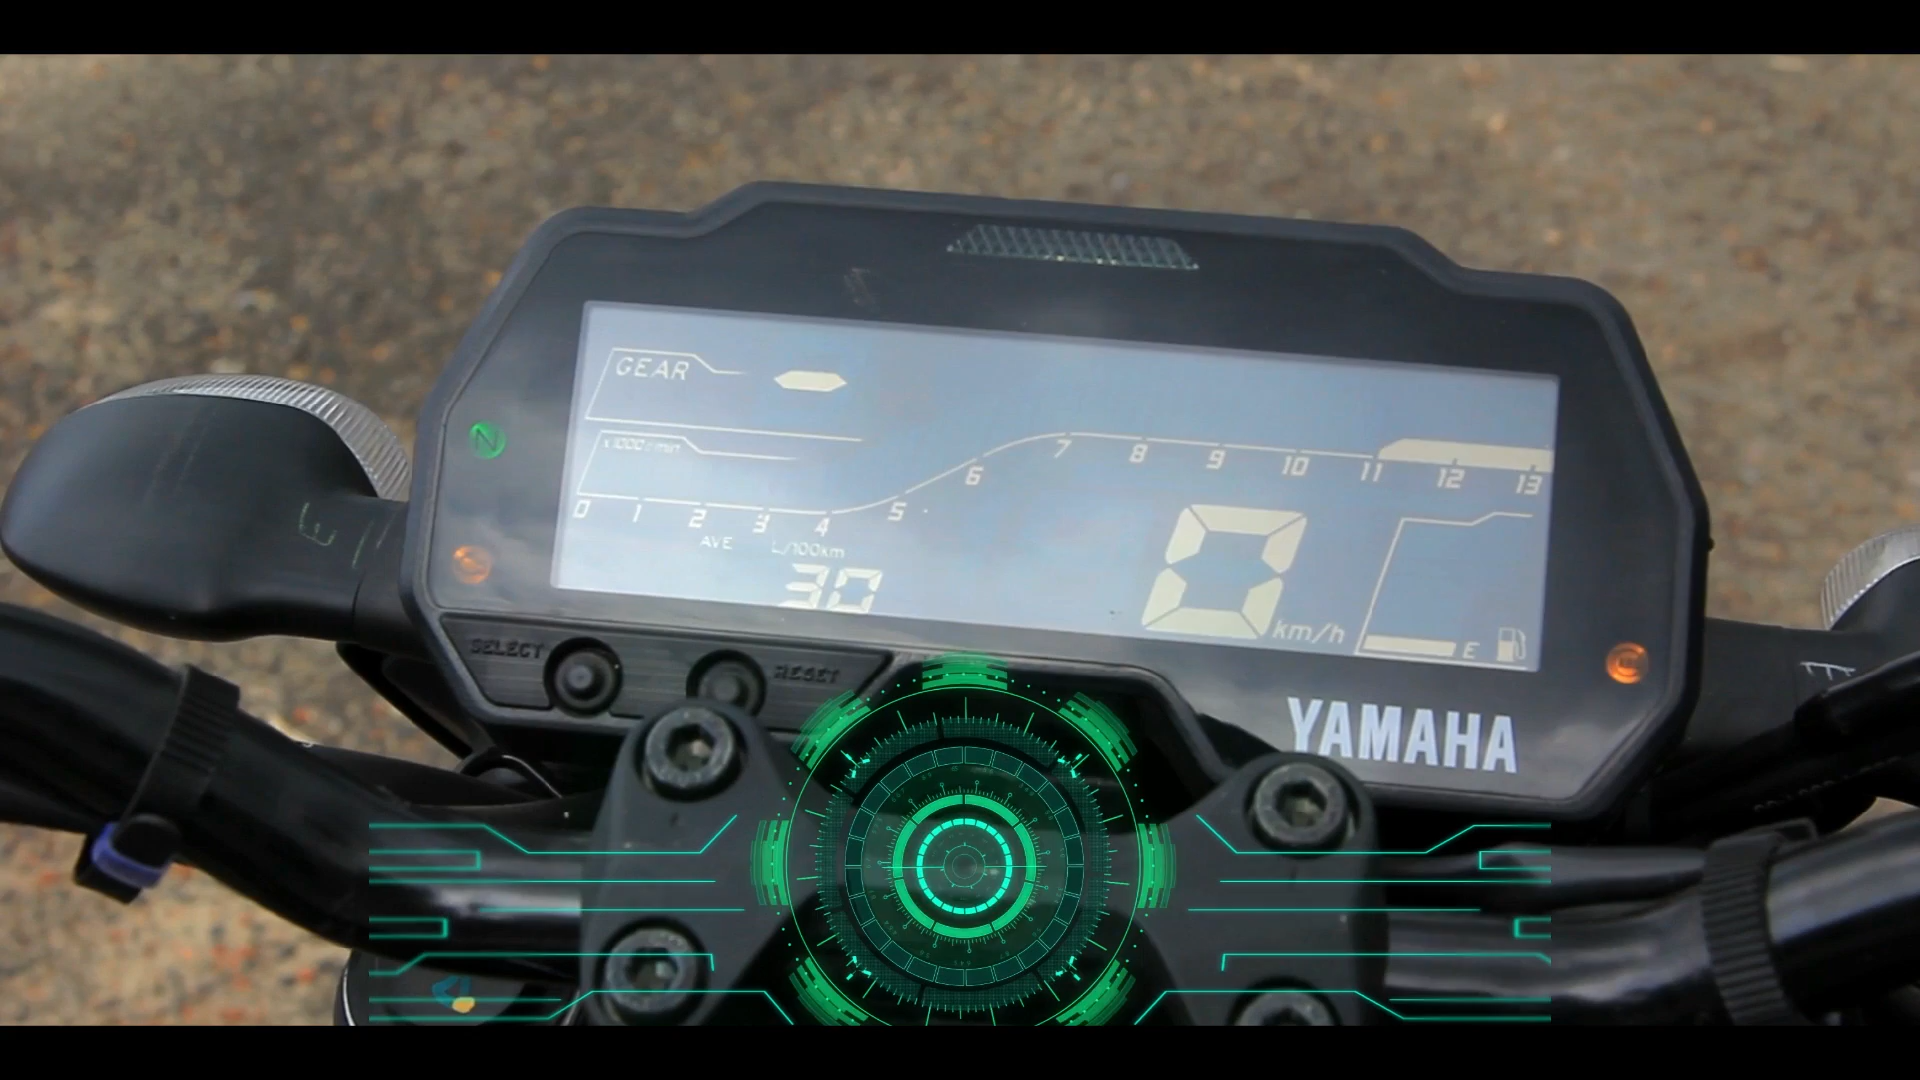 GEAR
N
x1000r/min
0 1 2 3 4 5 6 7 8 9 10 11 12 13
AVE L/100km
30
0 km/h
E
SELECT
RESET
YAMAHA